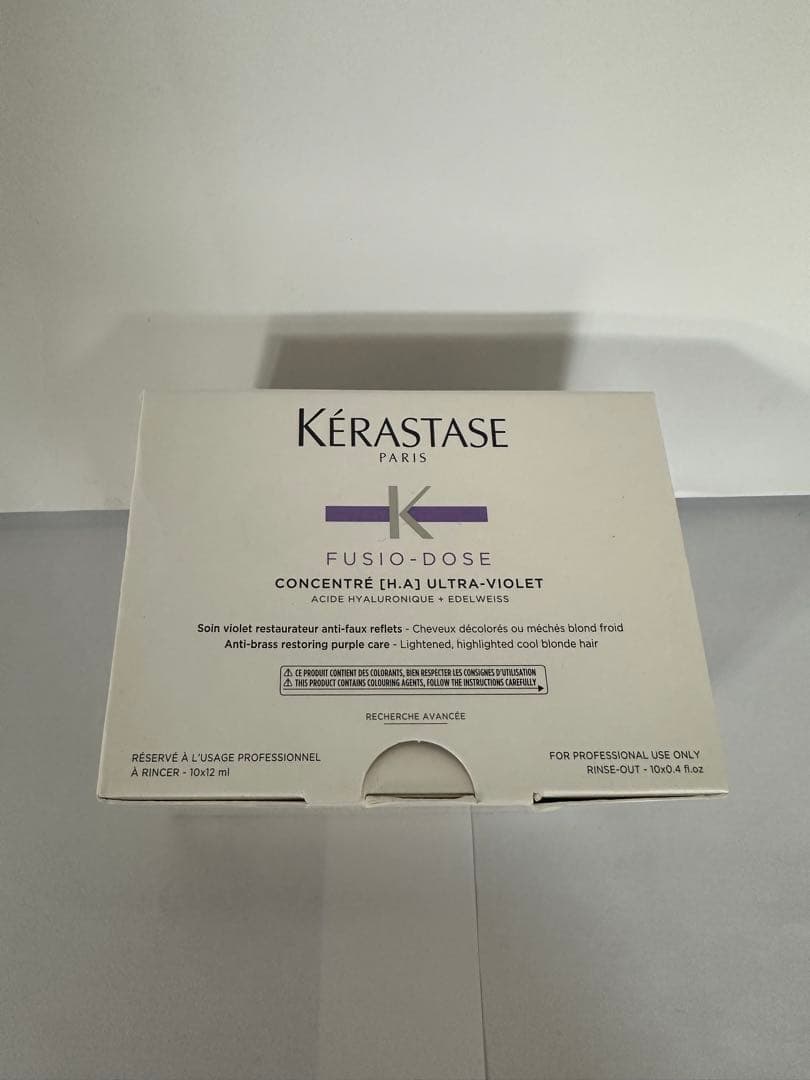 KÉRASTASE
PARIS
K
FUSIO-DOSE
CONCENTRÉ [H.A] ULTRA-VIOLET
ACIDE HYALURONIQUE + EDELWEISS
Soin violet restaurateur anti-faux reflets - Cheveux décolorés ou méchés blond froid
Anti-brass restoring purple care - Lightened, highlighted cool blonde hair
⚠ CE PRODUIT CONTIENT DES COLORANTS, BIEN RESPECTER LES CONSIGNES D'UTILISATION
⚠ THIS PRODUCT CONTAINS COLOURING AGENTS, FOLLOW THE INSTRUCTIONS CAREFULLY
RECHERCHE AVANCÉE
RÉSERVÉ À L'USAGE PROFESSIONNEL
À RINCER - 10x12 ml
FOR PROFESSIONAL USE ONLY
RINSE-OUT - 10x0.4 fl.oz